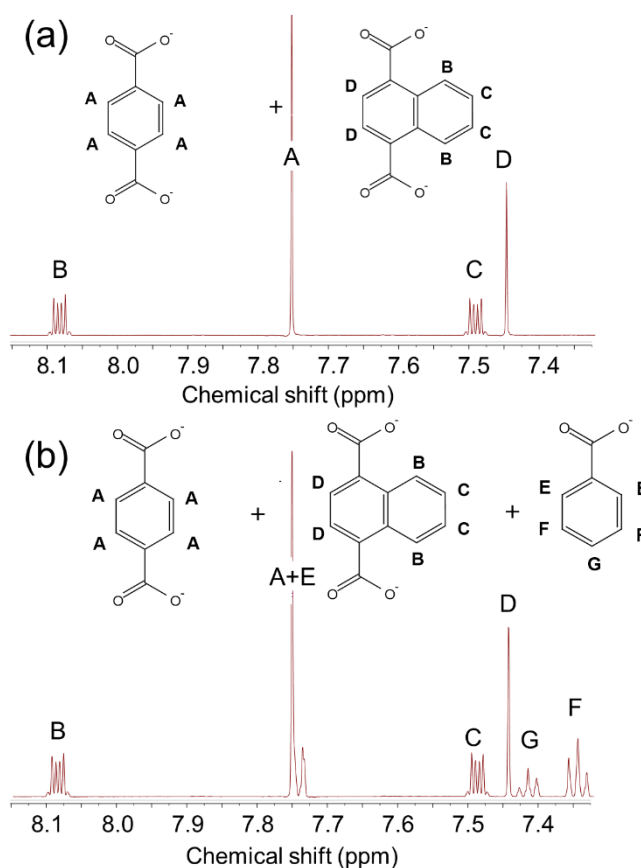 (a)
O O⁻
O O⁻
A A
A A
O O⁻
+
O O⁻
B
D C
D C
B
O O⁻
A
D
B
C
8.1 8.0 7.9 7.8 7.7 7.6 7.5 7.4
Chemical shift (ppm)
(b)
O O⁻
O O⁻
O O⁻
A A
A A
O O⁻
+
B
D C
D C
B
O O⁻
+
E E
F F
G
A+E
D
B
C
G
F
8.1 8.0 7.9 7.8 7.7 7.6 7.5 7.4
Chemical shift (ppm)